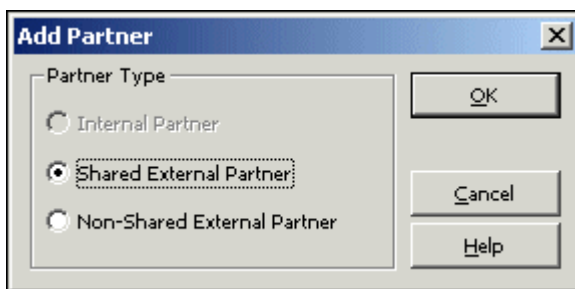 Add Partner
Partner Type
Internal Partner
Shared External Partner
Non-Shared External Partner
OK
Cancel
Help